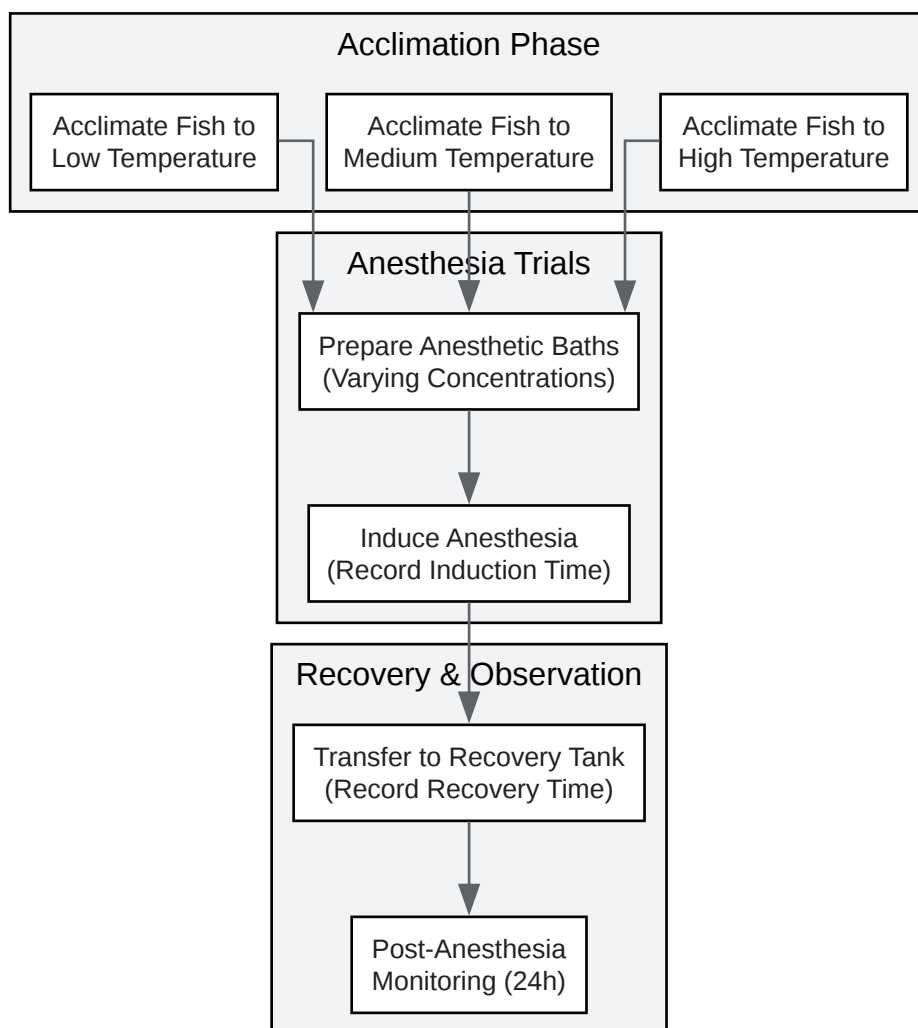 Acclimation Phase
Acclimate Fish to
Low Temperature
Acclimate Fish to
Medium Temperature
Acclimate Fish to
High Temperature
Anesthesia Trials
Prepare Anesthetic Baths
(Varying Concentrations)
Induce Anesthesia
(Record Induction Time)
Recovery & Observation
Transfer to Recovery Tank
(Record Recovery Time)
Post-Anesthesia
Monitoring (24h)